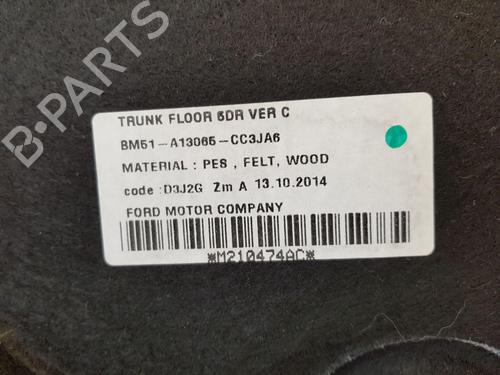 TRUNK FLOOR 5DR VER C
BM51-A13065-CC3JA6
MATERIAL : PES , FELT, WOOD
code :D3J2G Zm A 13.10.2014
FORD MOTOR COMPANY
*M210474AC*
B-PARTS